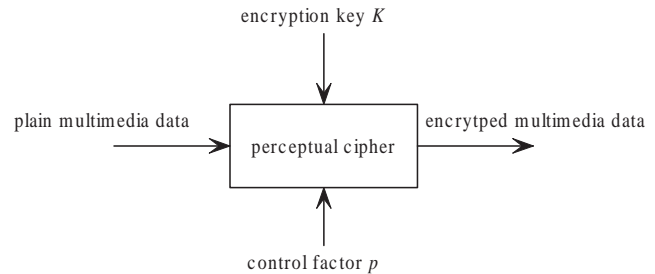 encryption key K
plain multimedia data
encrytped multimedia data
perceptual cipher
control factor p